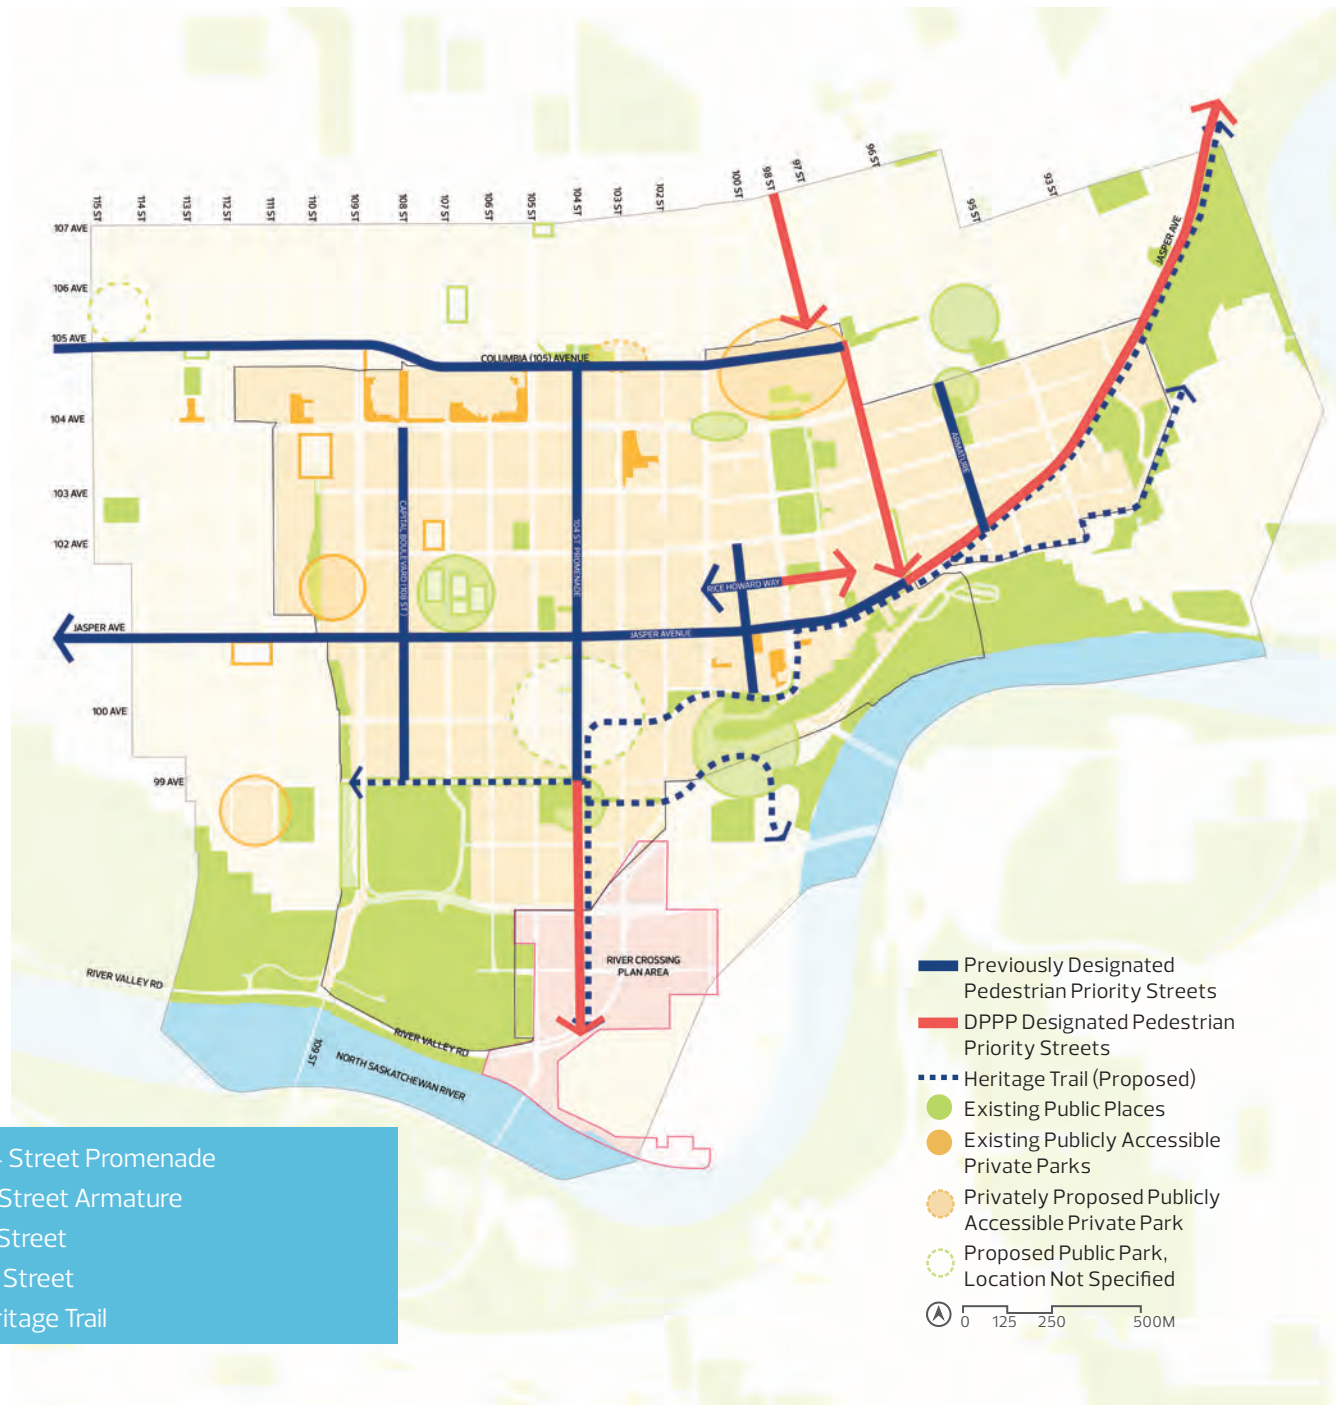 115 ST
114 ST
113 ST
112 ST
111 ST
110 ST
109 ST
108 ST
107 ST
106 ST
105 ST
104 ST
103 ST
102 ST
100 ST
98 ST
97 ST
96 ST
95 ST
93 ST
107 AVE
106 AVE
105 AVE
104 AVE
103 AVE
102 AVE
JASPER AVE
100 AVE
99 AVE
JASPER AVE
COLUMBIA (105) AVENUE
ARMATURE
CAPITAL BOULEVARD (108 ST)
104 ST PROMENADE
RICE HOWARD WAY
JASPER AVENUE
RIVER CROSSING
PLAN AREA
RIVER VALLEY RD
RIVER VALLEY RD
109 ST
NORTH SASKATCHEWAN RIVER
Previously Designated
Pedestrian Priority Streets
DPPP Designated Pedestrian
Priority Streets
Heritage Trail (Proposed)
Existing Public Places
Existing Publicly Accessible
Private Parks
Privately Proposed Publicly
Accessible Private Park
Proposed Public Park,
Location Not Specified
A
0 125 250 500M
Street Promenade
Street Armature
Street
Street
ritage Trail